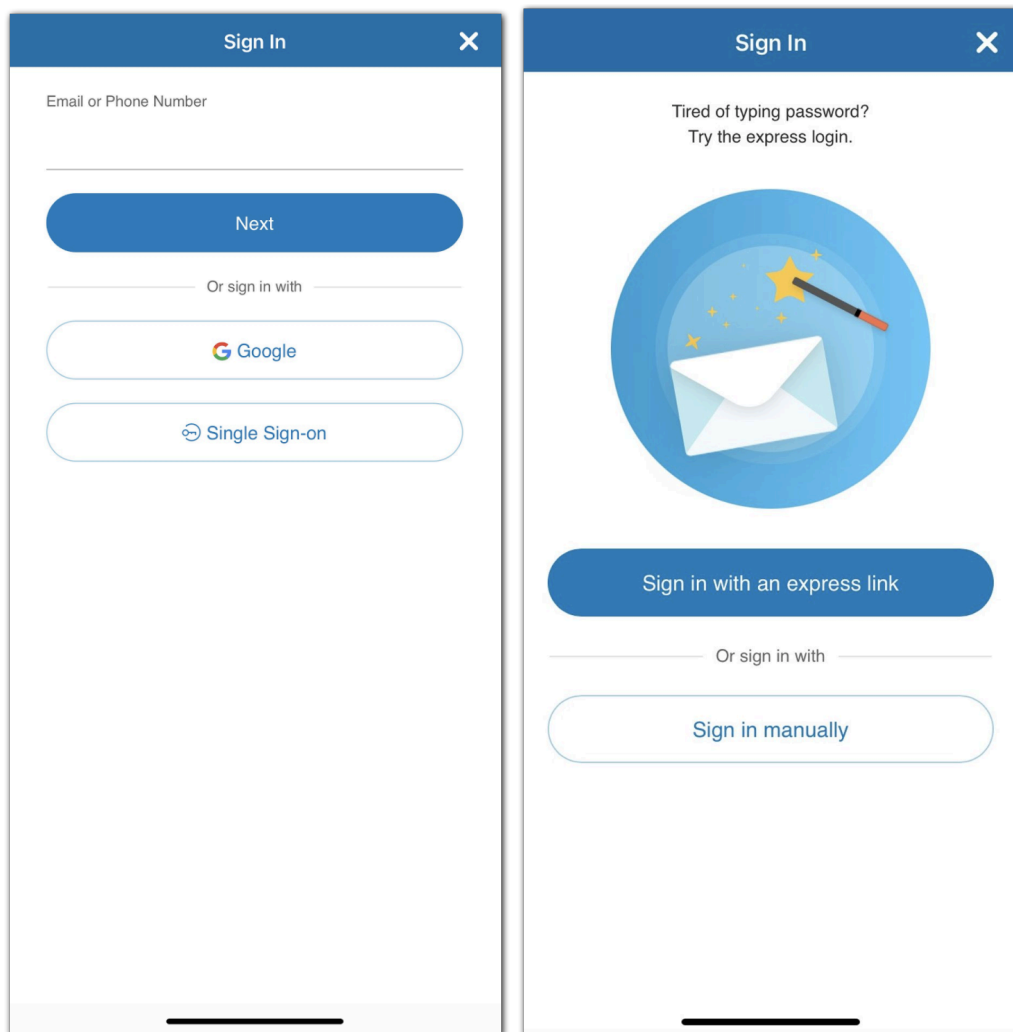 Sign In
Email or Phone Number
Next
Or sign in with
Google
Single Sign-on
Sign In
Tired of typing password?
Try the express login.
Sign in with an express link
Or sign in with
Sign in manually